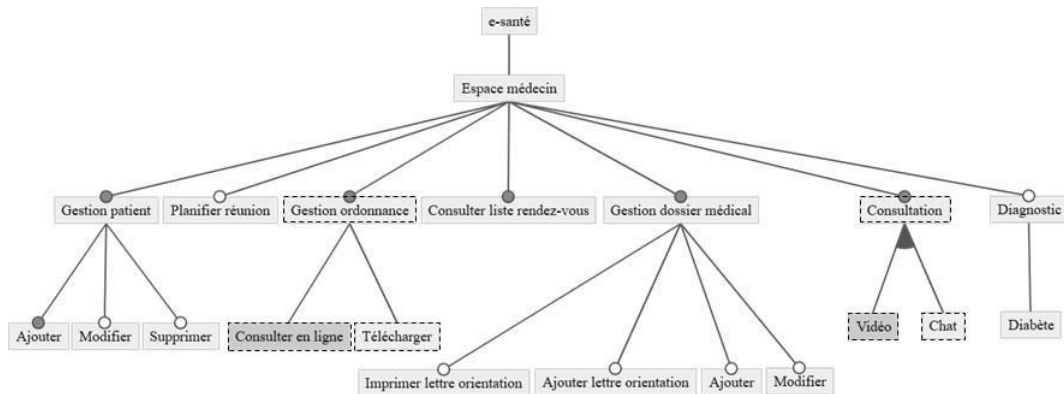 e-santé
Espace médecin
Gestion patient
Planifier réunion
Gestion ordonnance
Consulter liste rendez-vous
Gestion dossier médical
Consultation
Diagnostic
Ajouter
Modifier
Supprimer
Consulter en ligne
Télécharger
Vidéo
Chat
Diabète
Imprimer lettre orientation
Ajouter lettre orientation
Ajouter
Modifier